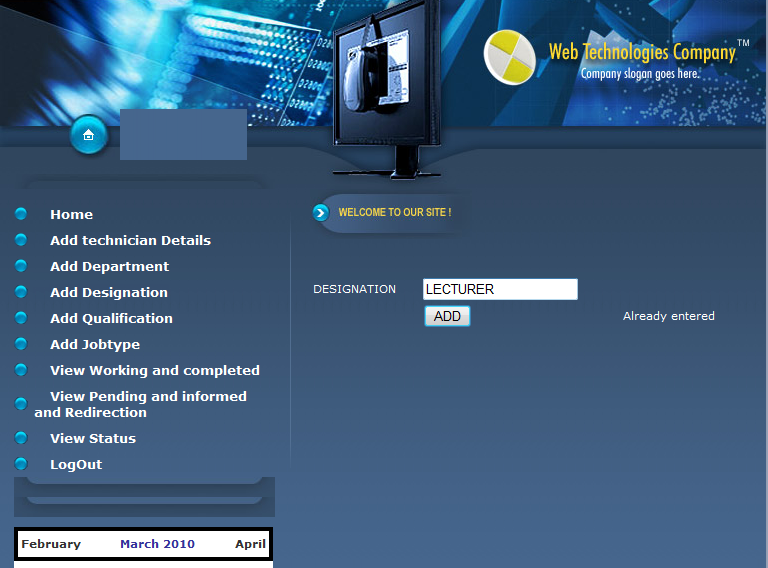 Web Technologies Company TM
Company slogan goes here.
WELCOME TO OUR SITE !
Home
Add technician Details
Add Department
Add Designation
Add Qualification
Add Jobtype
View Working and completed
View Pending and informed
and Redirection
View Status
LogOut
DESIGNATION LECTURER
ADD Already entered
February March 2010 April